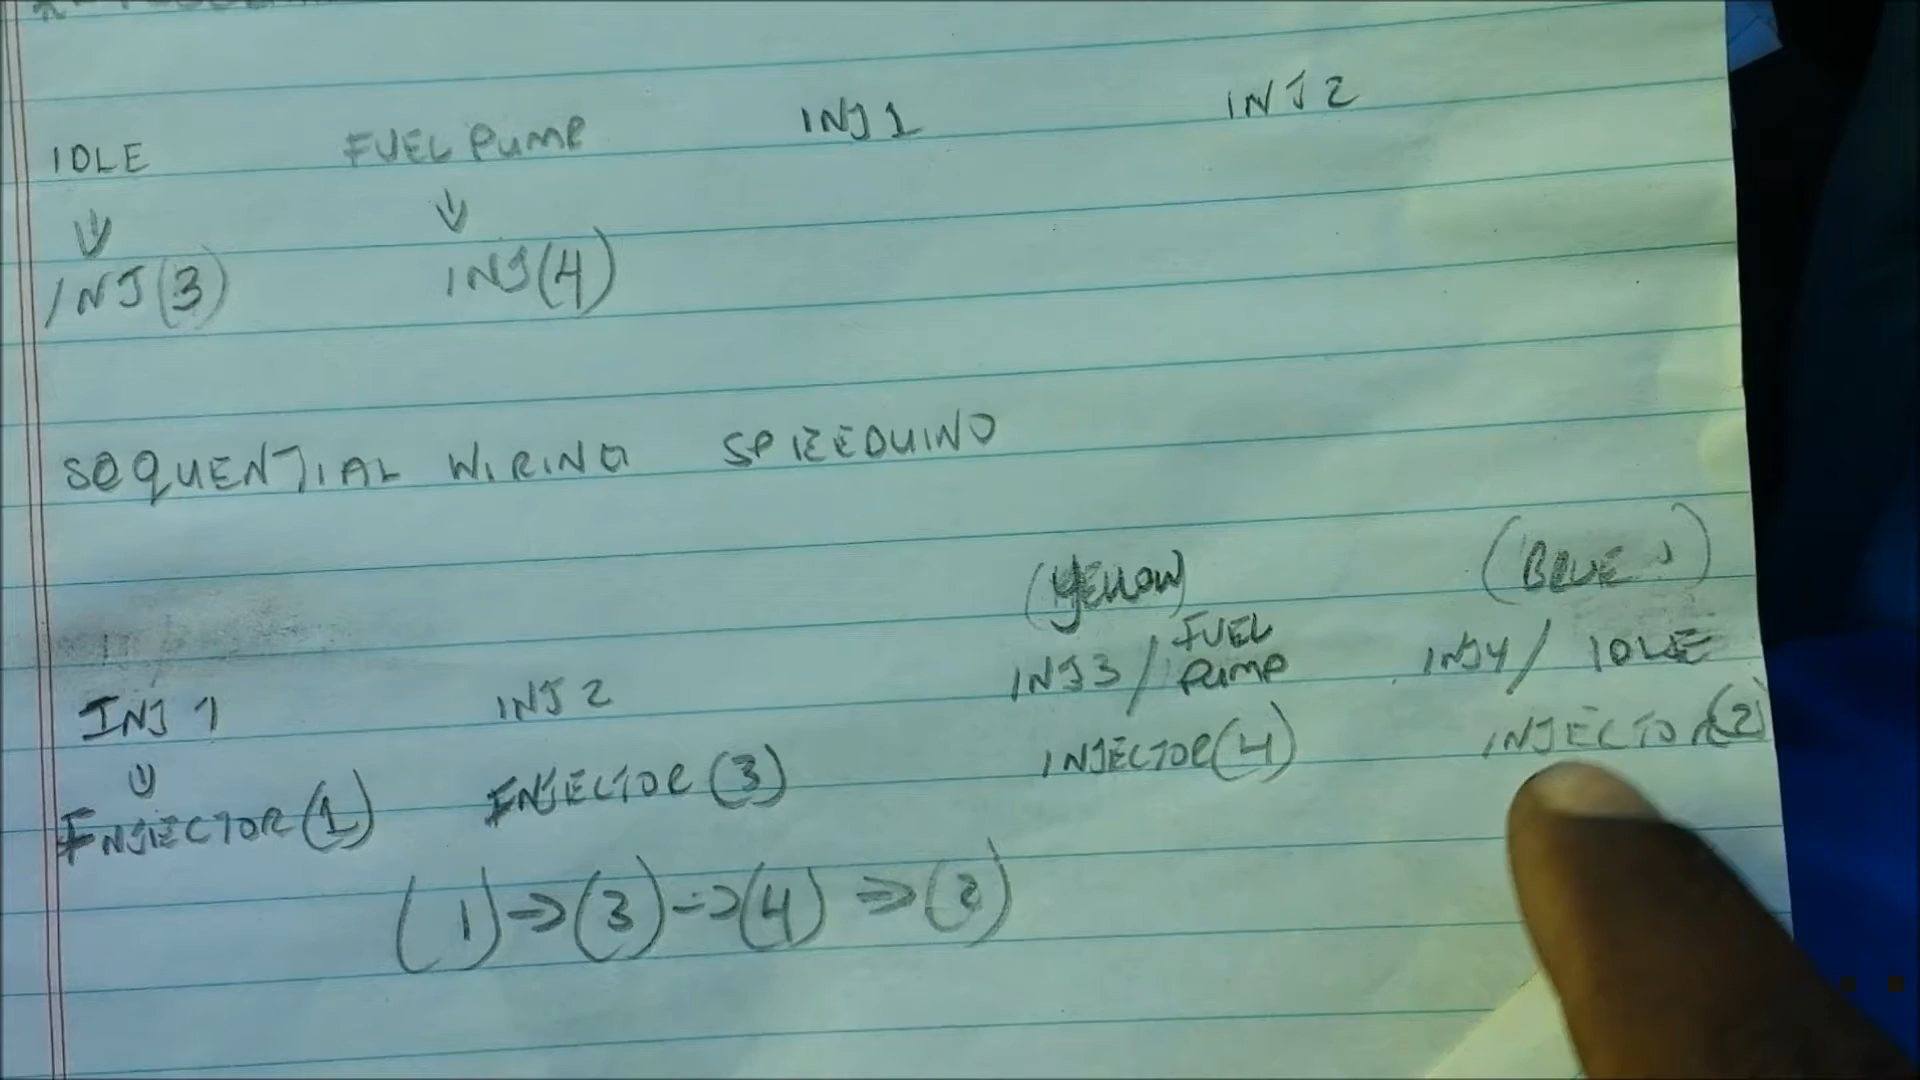 IDLE FUEL PUMP INJ 1 INJ 2
INJ(3) INJ(4)
SEQUENTIAL WIRING SPEEDUINO
(YELLOW) (BLUE)
INJ 1 INJ 2 INJ3 / FUEL PUMP INJ4 / IDLE
INJECTOR (1) INJECTOR (3) INJECTOR (4) INJECTOR (2)
(1) → (3) → (4) → (2)